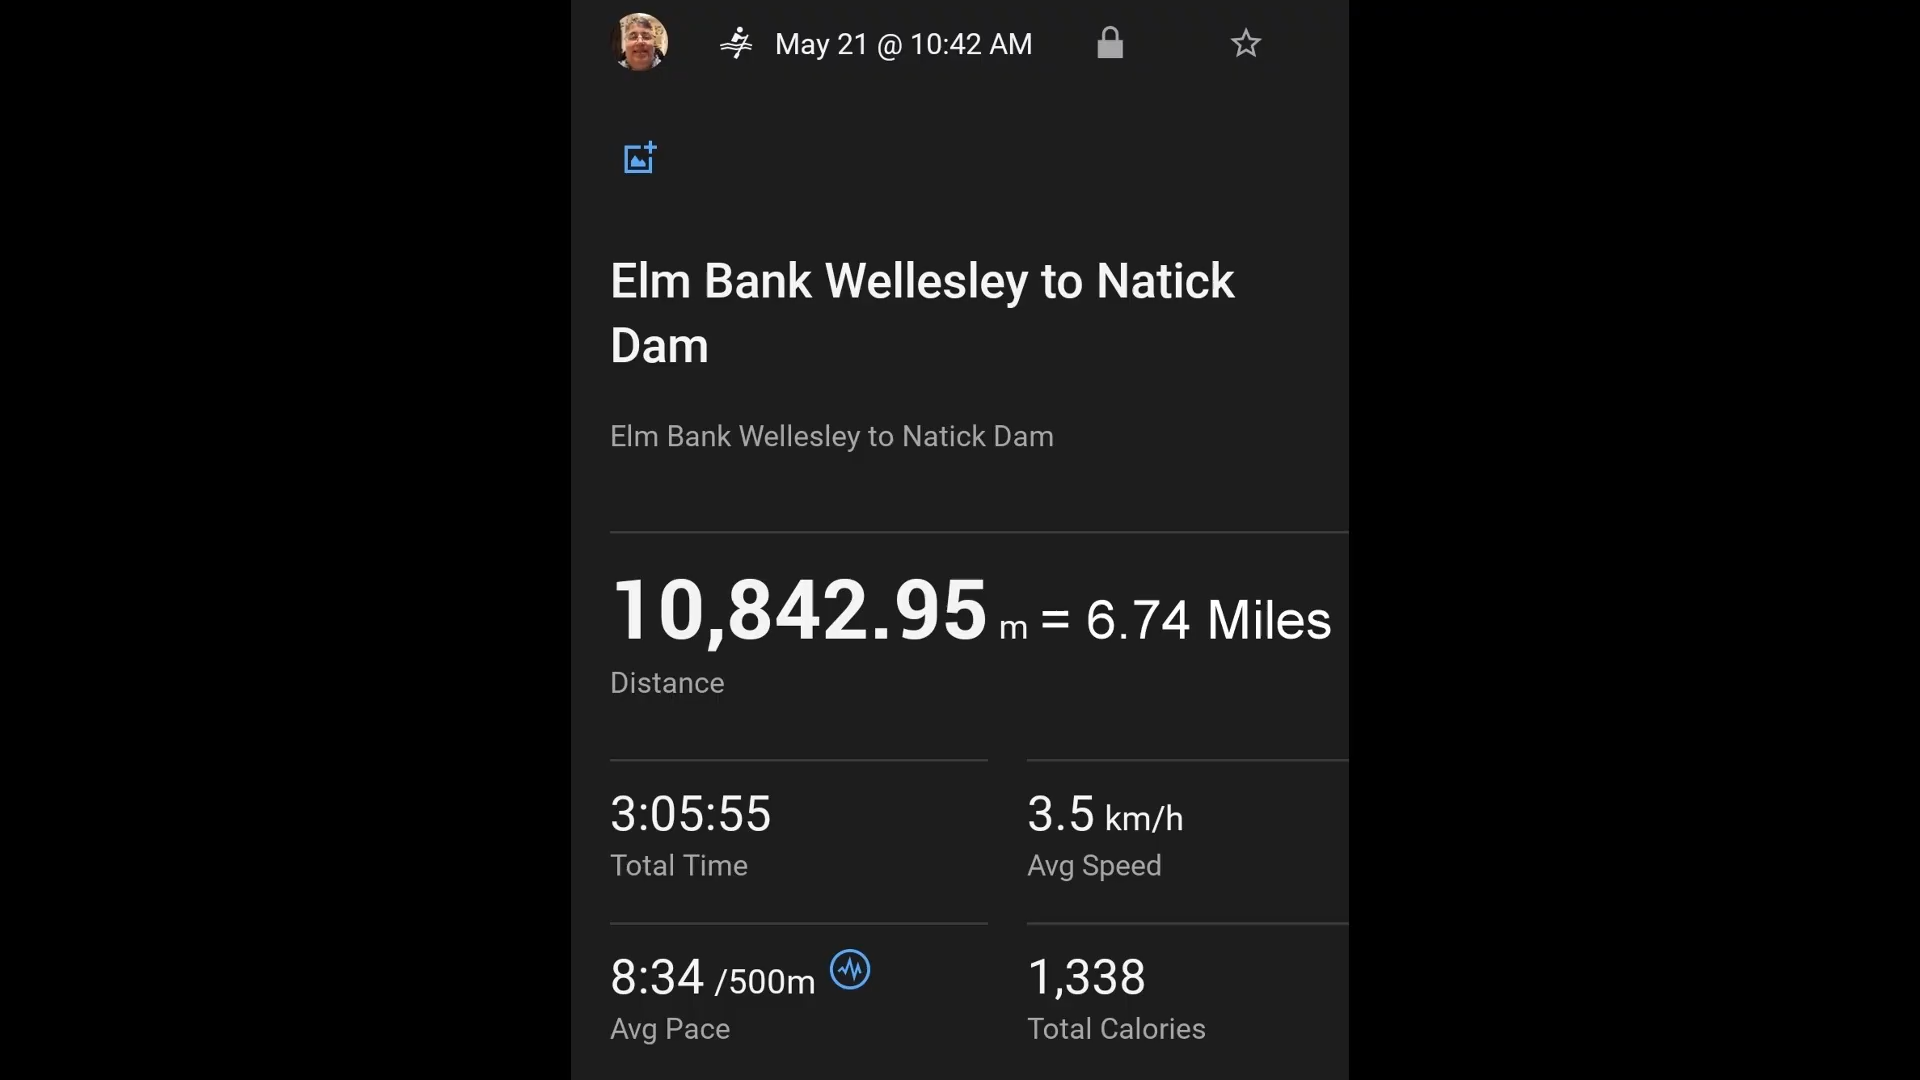 May 21 @ 10:42 AM
Elm Bank Wellesley to Natick
Dam
Elm Bank Wellesley to Natick Dam
10,842.95 m = 6.74 Miles
Distance
3:05:55
Total Time
3.5 km/h
Avg Speed
8:34 /500m
Avg Pace
1,338
Total Calories